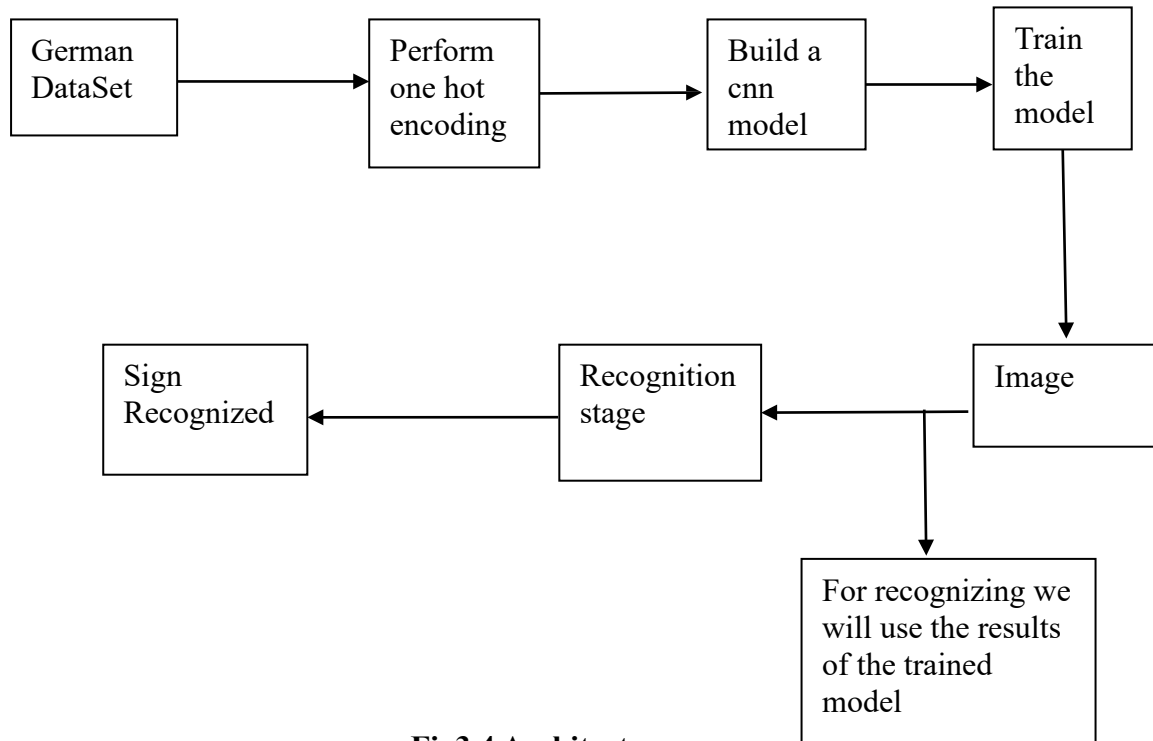 German
DataSet
Perform
one hot
encoding
Build a
cnn
model
Train
the
model
Sign
Recognized
Recognition
stage
Image
For recognizing we
will use the results
of the trained
model